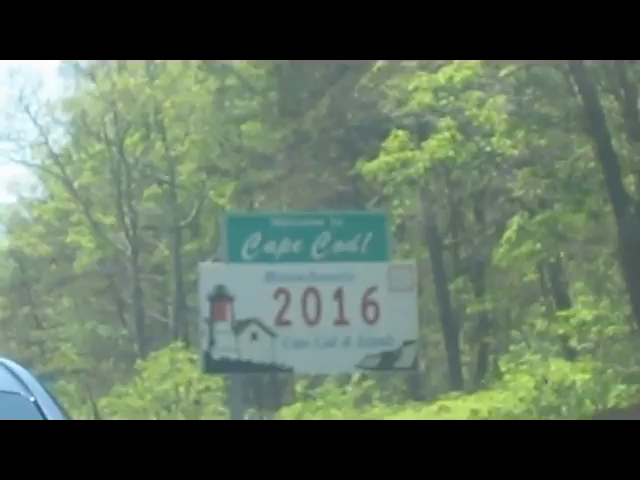 Welcome to
Cape Cod!
Massachusetts
2016
Cape Cod & Islands